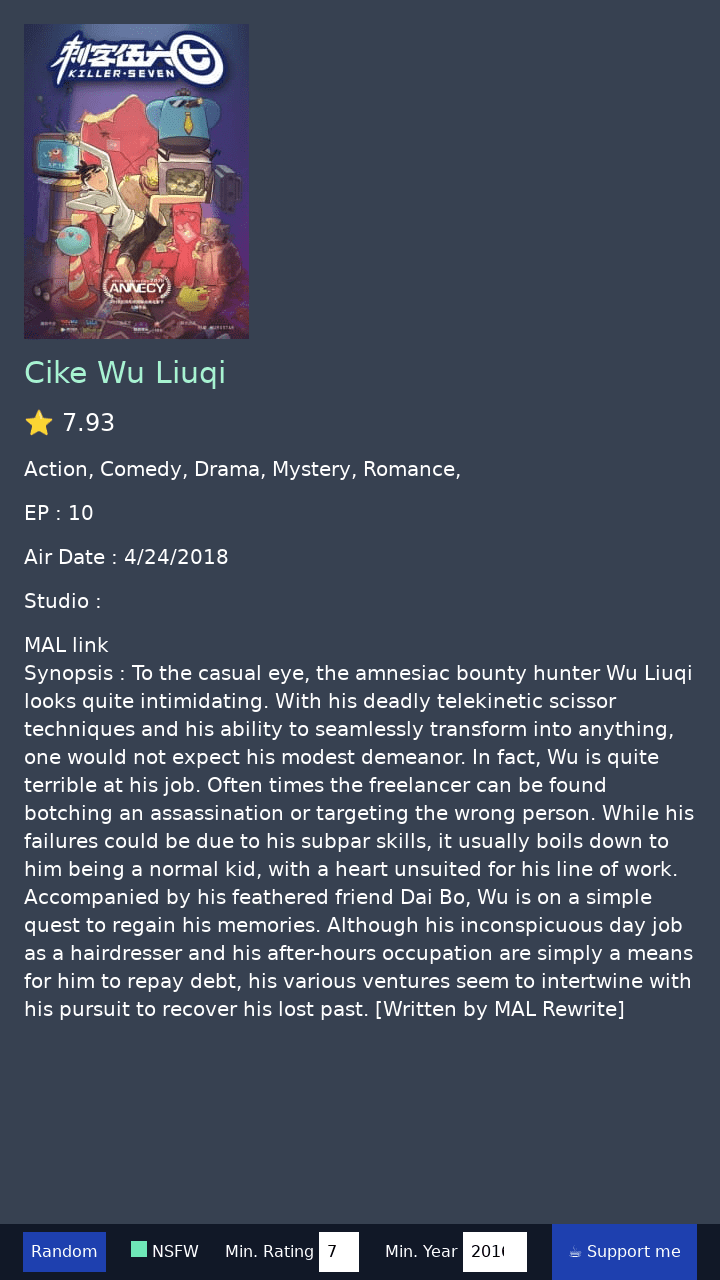 刺客伍六七
KILLER·SEVEN
ANNECY
Cike Wu Liuqi
⭐ 7.93
Action, Comedy, Drama, Mystery, Romance,
EP : 10
Air Date : 4/24/2018
Studio :
MAL link
Synopsis : To the casual eye, the amnesiac bounty hunter Wu Liuqi
looks quite intimidating. With his deadly telekinetic scissor
techniques and his ability to seamlessly transform into anything,
one would not expect his modest demeanor. In fact, Wu is quite
terrible at his job. Often times the freelancer can be found
botching an assassination or targeting the wrong person. While his
failures could be due to his subpar skills, it usually boils down to
him being a normal kid, with a heart unsuited for his line of work.
Accompanied by his feathered friend Dai Bo, Wu is on a simple
quest to regain his memories. Although his inconspicuous day job
as a hairdresser and his after-hours occupation are simply a means
for him to repay debt, his various ventures seem to intertwine with
his pursuit to recover his lost past. [Written by MAL Rewrite]
Random NSFW Min. Rating 7 Min. Year 2016 ☕ Support me